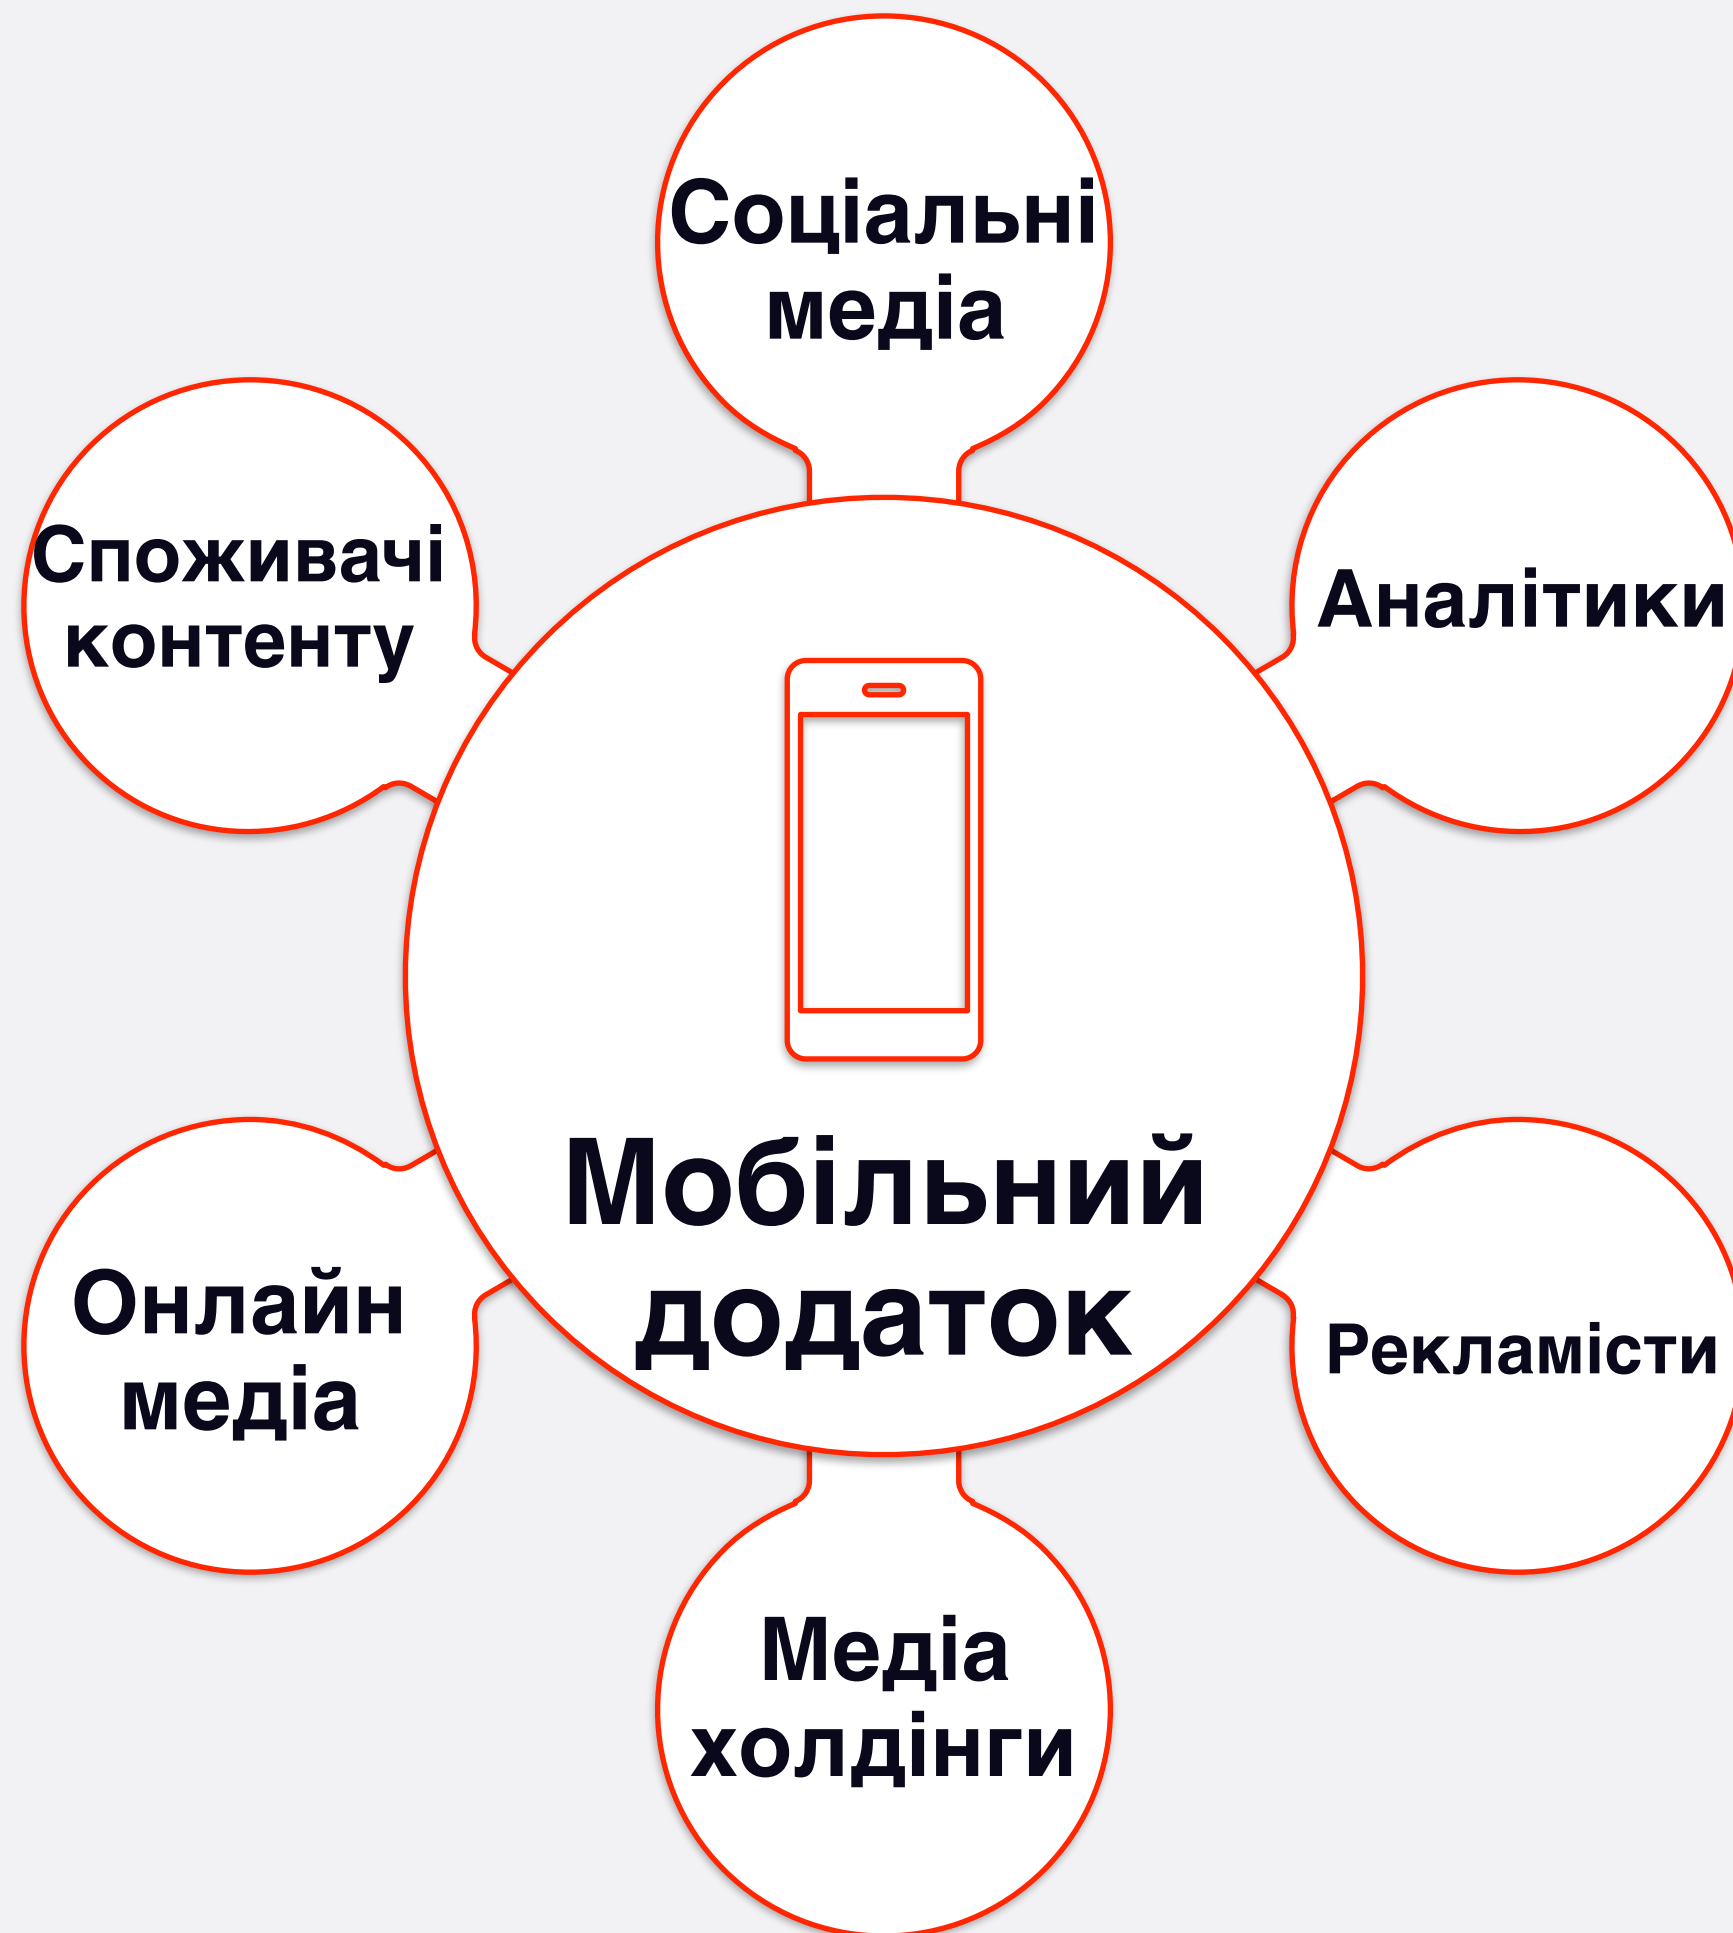 Соціальні
медіа
Споживачі
контенту
Аналітики
Мобільний
додаток
Онлайн
медіа
Рекламісти
Медіа
холдінги